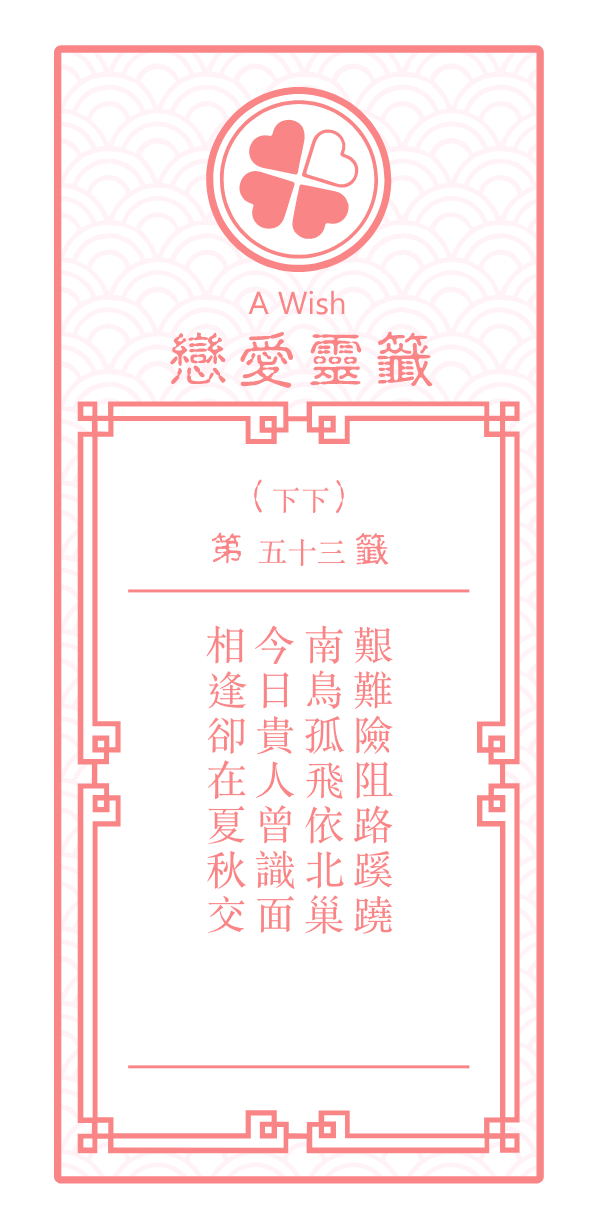 A Wish
戀愛靈籤
（下下）
第 五十三 籤
艱難險阻路蹊蹺
南鳥孤飛依北巢
今日貴人曾識面
相逢卻在夏秋交